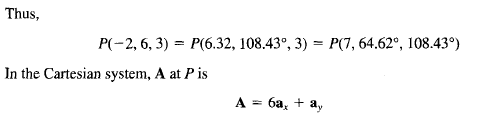 Thus,
P(−2, 6, 3) = P(6.32, 108.43°, 3) = P(7, 64.62°, 108.43°)
In the Cartesian system, A at P is
A = 6aₓ + a_y